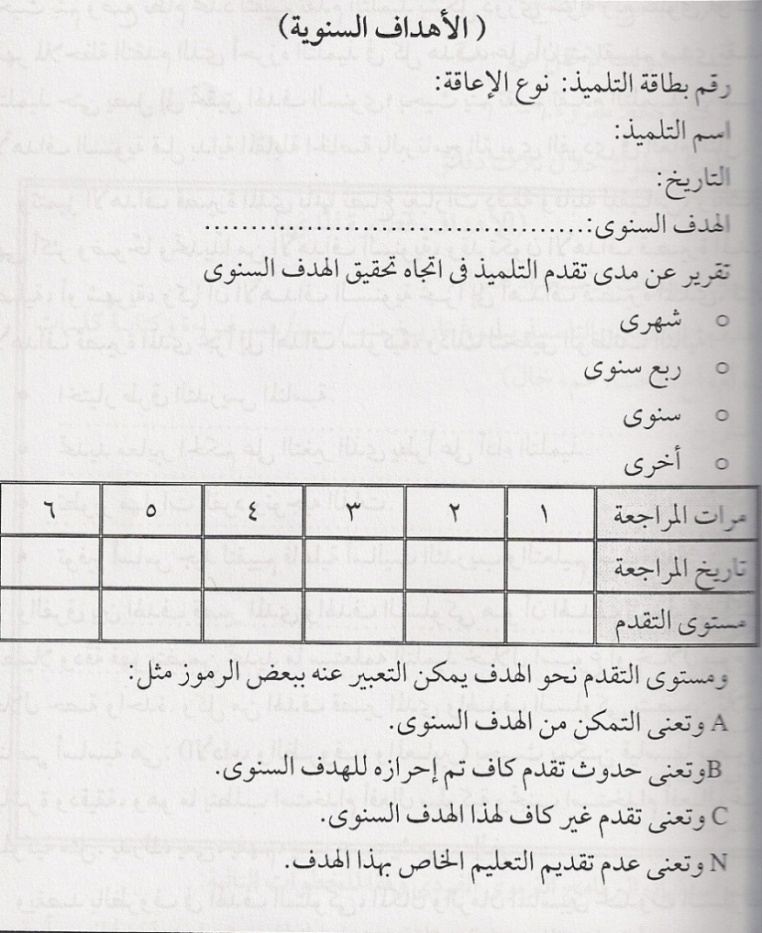 ( الأهداف السنوية)
رقم بطاقة التلميذ: نوع الإعاقة:
اسم التلميذ:
التاريخ:
الهدف السنوى:......................................
تقرير عن مدى تقدم التلميذ فى اتجاه تحقيق الهدف السنوى
○ شهرى
○ ربع سنوى
○ سنوى
○ أخرى
مرات المراجعة ١ ٢ ٣ ٤ ٥ ٦
تاريخ المراجعة
مستوى التقدم
ومستوى التقدم نحو الهدف يمكن التعبير عنه ببعض الرموز مثل:
A وتعنى التمكن من الهدف السنوى.
Bوتعنى حدوث تقدم كاف تم إحرازه للهدف السنوى.
C وتعنى تقدم غير كاف لهذا الهدف السنوى.
N وتعنى عدم تقديم التعليم الخاص بهذا الهدف.